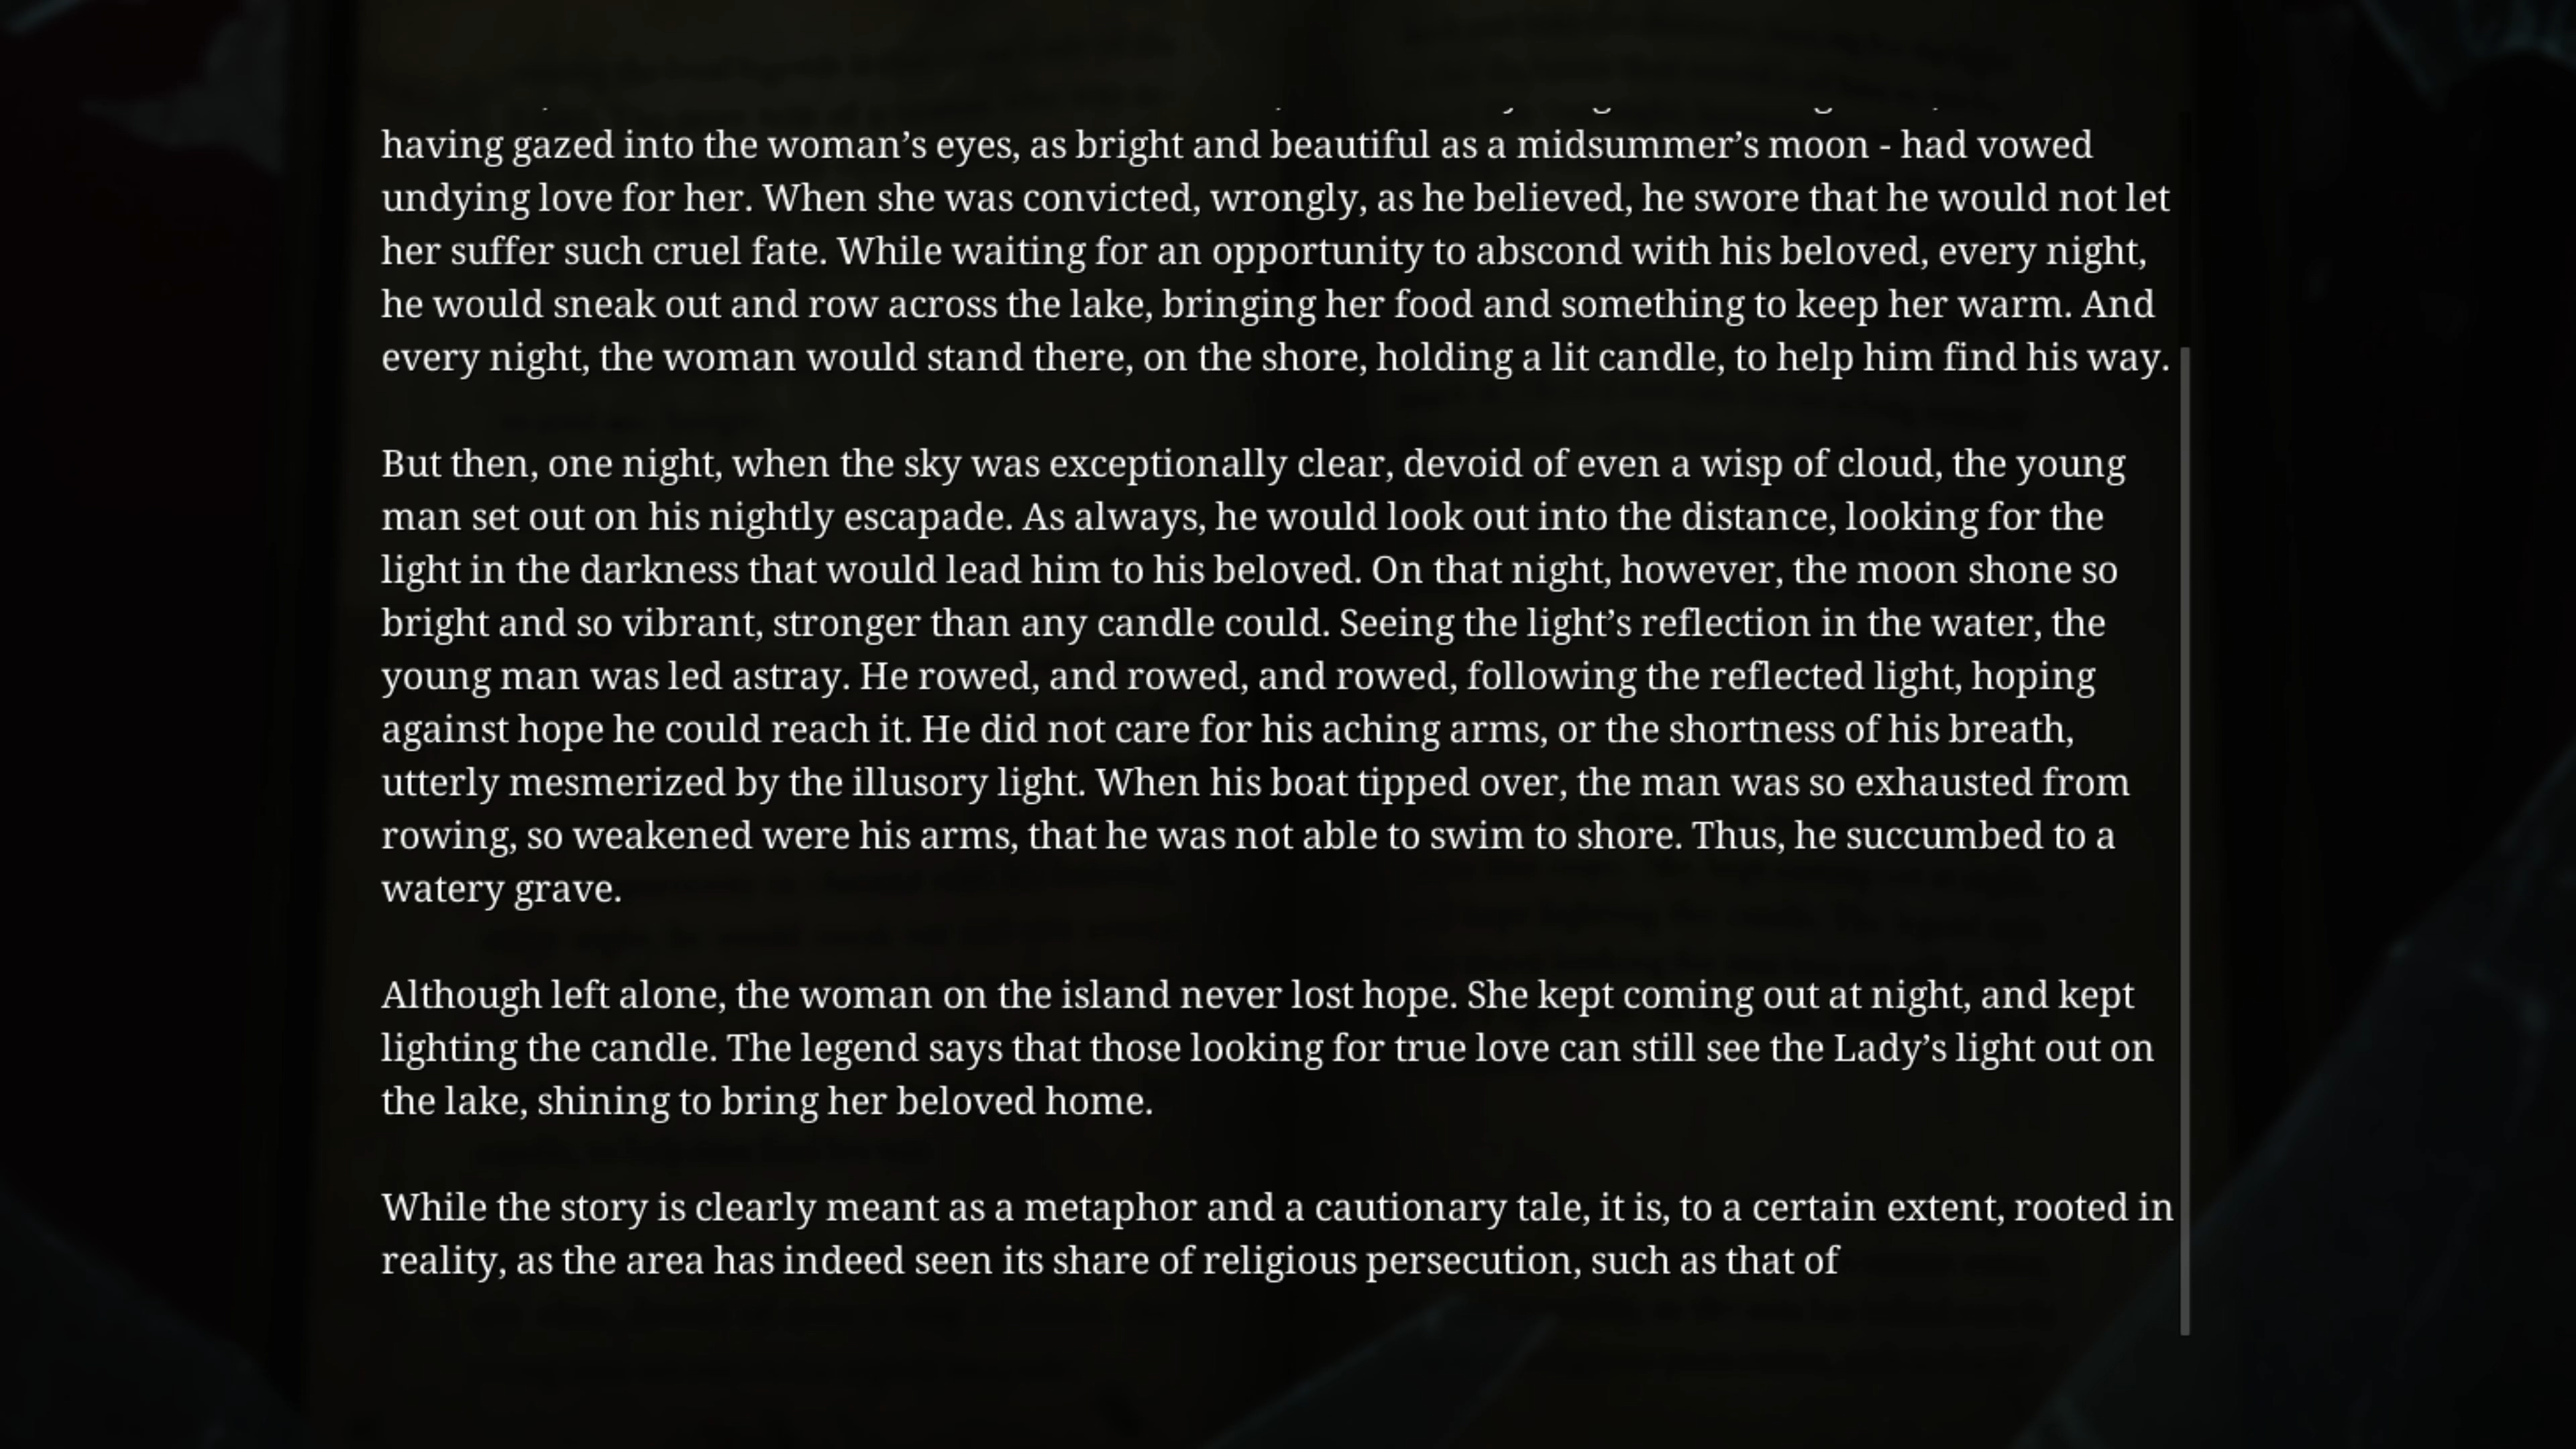 having gazed into the woman’s eyes, as bright and beautiful as a midsummer’s moon - had vowed
undying love for her. When she was convicted, wrongly, as he believed, he swore that he would not let
her suffer such cruel fate. While waiting for an opportunity to abscond with his beloved, every night,
he would sneak out and row across the lake, bringing her food and something to keep her warm. And
every night, the woman would stand there, on the shore, holding a lit candle, to help him find his way.
But then, one night, when the sky was exceptionally clear, devoid of even a wisp of cloud, the young
man set out on his nightly escapade. As always, he would look out into the distance, looking for the
light in the darkness that would lead him to his beloved. On that night, however, the moon shone so
bright and so vibrant, stronger than any candle could. Seeing the light’s reflection in the water, the
young man was led astray. He rowed, and rowed, and rowed, following the reflected light, hoping
against hope he could reach it. He did not care for his aching arms, or the shortness of his breath,
utterly mesmerized by the illusory light. When his boat tipped over, the man was so exhausted from
rowing, so weakened were his arms, that he was not able to swim to shore. Thus, he succumbed to a
watery grave.
Although left alone, the woman on the island never lost hope. She kept coming out at night, and kept
lighting the candle. The legend says that those looking for true love can still see the Lady’s light out on
the lake, shining to bring her beloved home.
While the story is clearly meant as a metaphor and a cautionary tale, it is, to a certain extent, rooted in
reality, as the area has indeed seen its share of religious persecution, such as that of